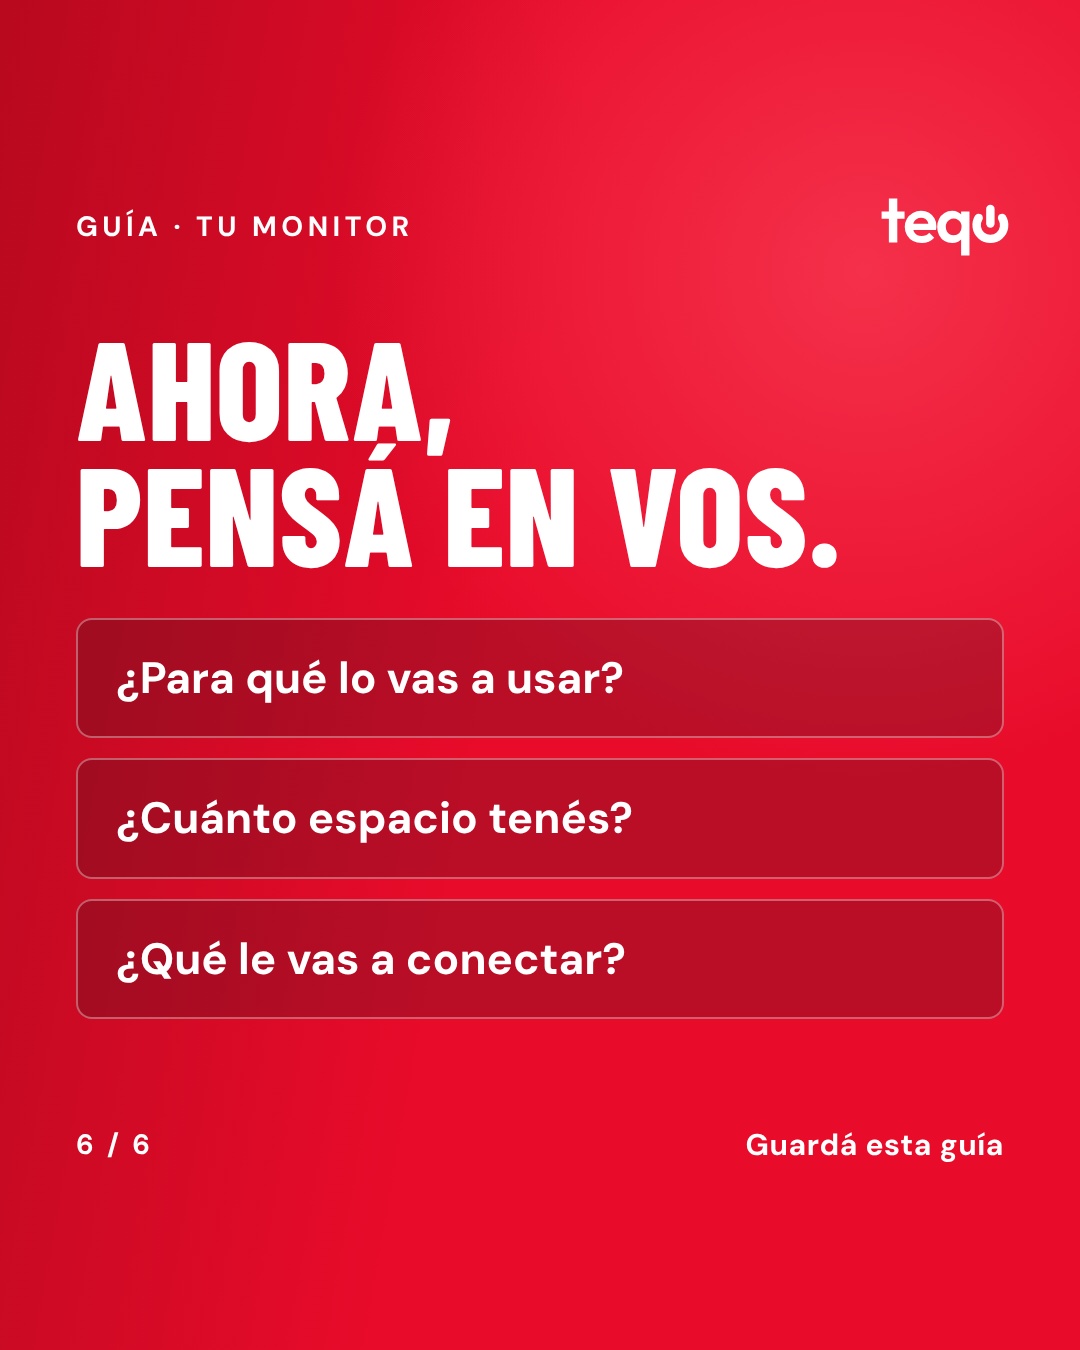 GUÍA · TU MONITOR
teqo
AHORA,
PENSÁ EN VOS.
¿Para qué lo vas a usar?
¿Cuánto espacio tenés?
¿Qué le vas a conectar?
6 / 6
Guardá esta guía